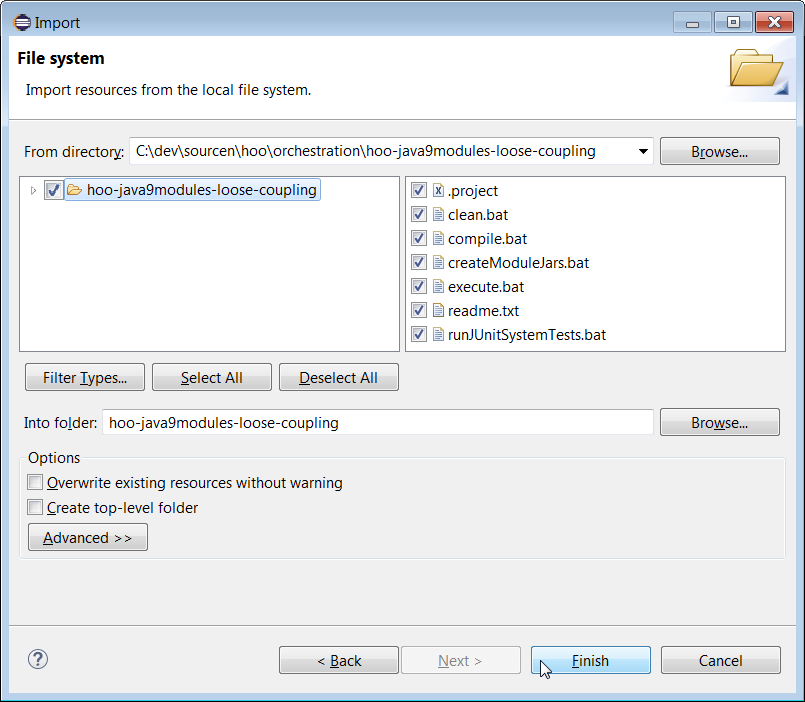 Import
File system
Import resources from the local file system.
From directory: C:\dev\sourcen\hoo\orchestration\hoo-java9modules-loose-coupling Browse...
hoo-java9modules-loose-coupling
.project
clean.bat
compile.bat
createModuleJars.bat
execute.bat
readme.txt
runJUnitSystemTests.bat
Filter Types... Select All Deselect All
Into folder: hoo-java9modules-loose-coupling Browse...
Options
Overwrite existing resources without warning
Create top-level folder
Advanced >>
? < Back Next > Finish Cancel